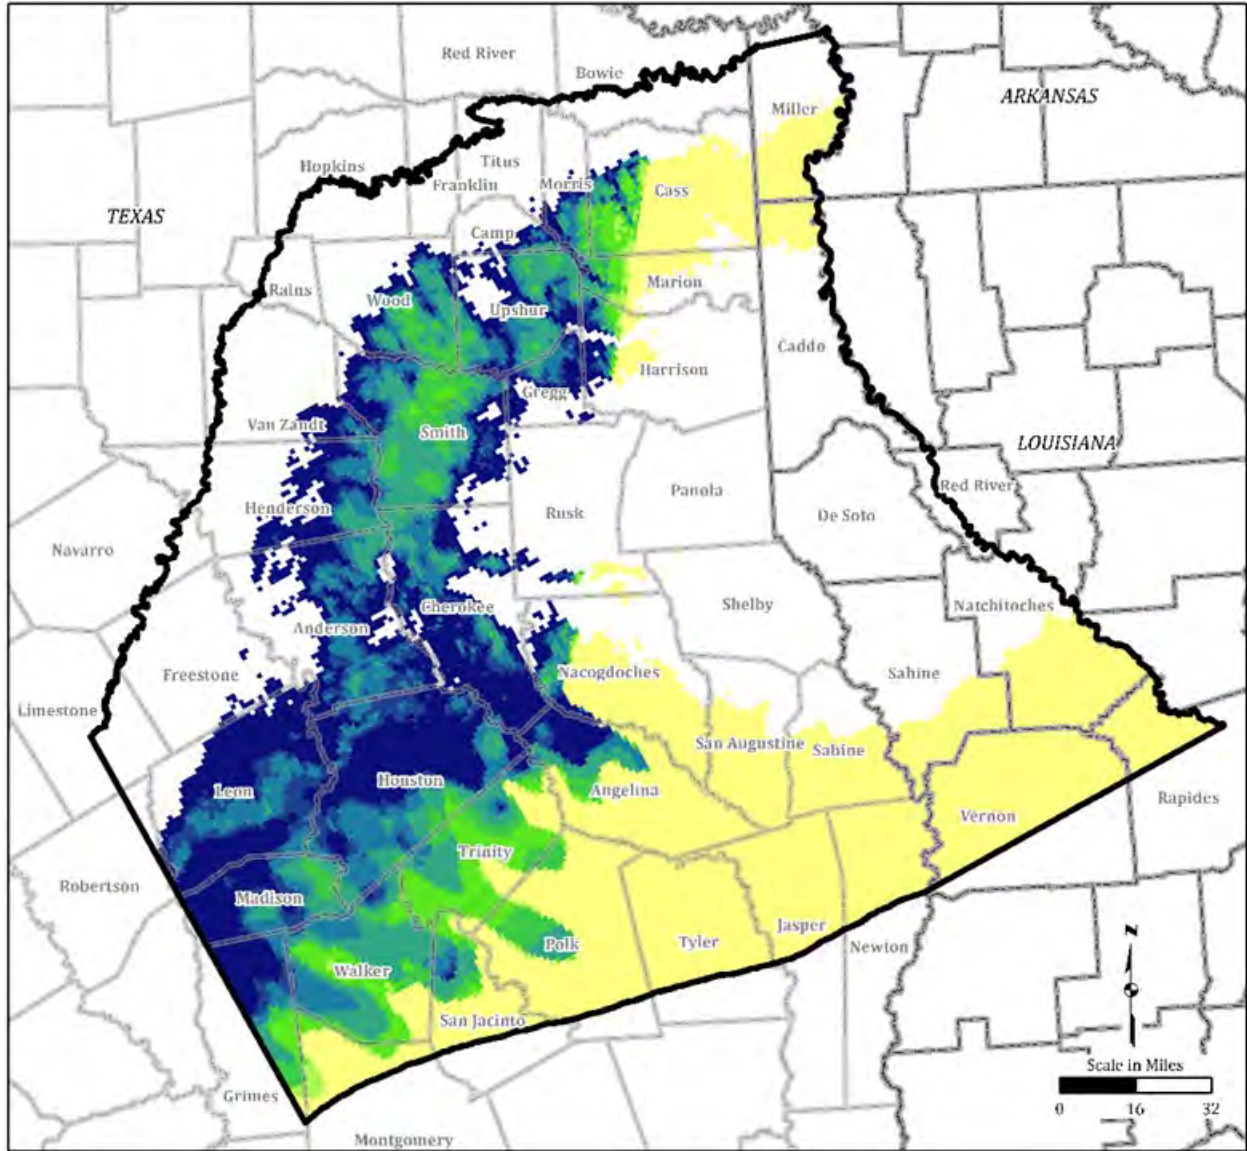 Red River
Bowie
ARKANSAS
Miller
Hopkins
Titus
Franklin
Morris
Cass
TEXAS
Camp
Marion
Rains
Wood
Upshur
Caddo
Harrison
Gregg
Van Zandt
Smith
LOUISIANA
Red River
Panola
Henderson
Rusk
De Soto
Navarro
Shelby
Natchitoches
Cherokee
Anderson
Freestone
Nacogdoches
Sabine
Limestone
San Augustine
Sabine
Houston
Leon
Angelina
Rapides
Vernon
Trinity
Robertson
Madison
Jasper
Polk
Tyler
Newton
N
Walker
San Jacinto
Scale in Miles
Grimes
0 16 32
Montgomery